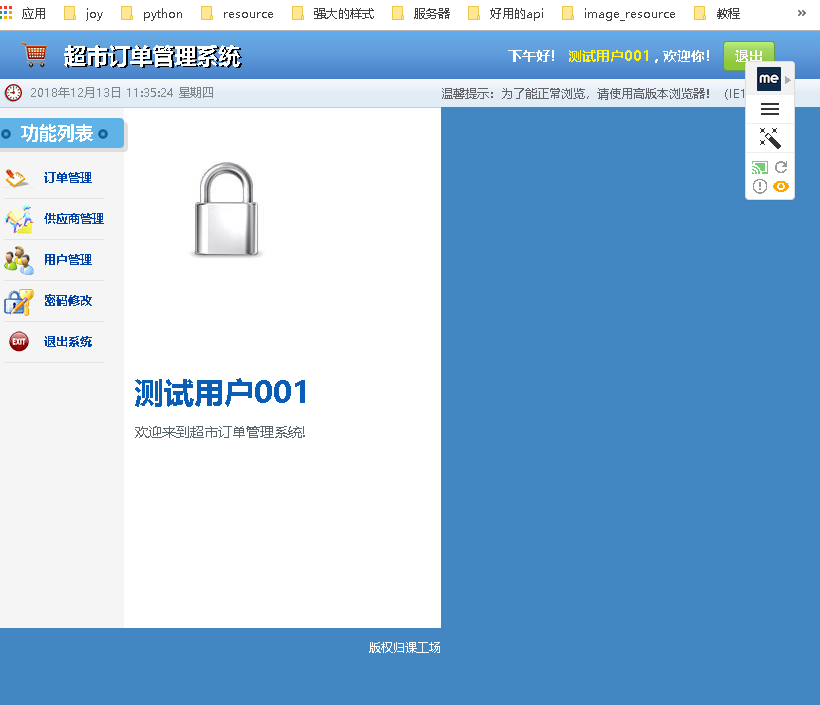 应用 joy python resource 强大的样式 服务器 好用的api image_resource 教程 »
超市订单管理系统 下午好! 测试用户001 , 欢迎你! 退出
me
2018年12月13日 11:35:24 星期四 温馨提示: 为了能正常浏览, 请使用高版本浏览器! (IE1
功能列表
订单管理
供应商管理
用户管理
密码修改
EXIT 退出系统
测试用户001
欢迎来到超市订单管理系统!
版权归课工场